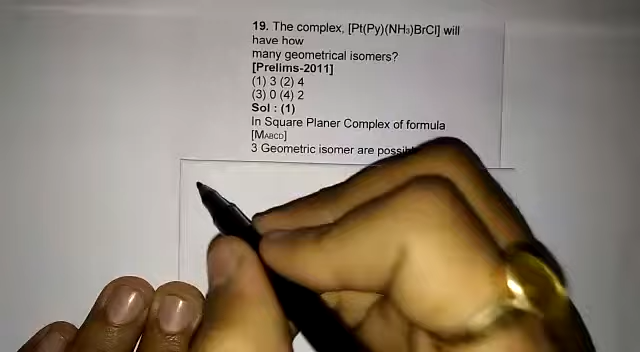 19. The complex, [Pt(Py)(NH₃)BrCl] will
have how
many geometrical isomers?
[Prelims-2011]
(1) 3 (2) 4
(3) 0 (4) 2
Sol : (1)
In Square Planer Complex of formula
[MABCD]
3 Geometric isomer are